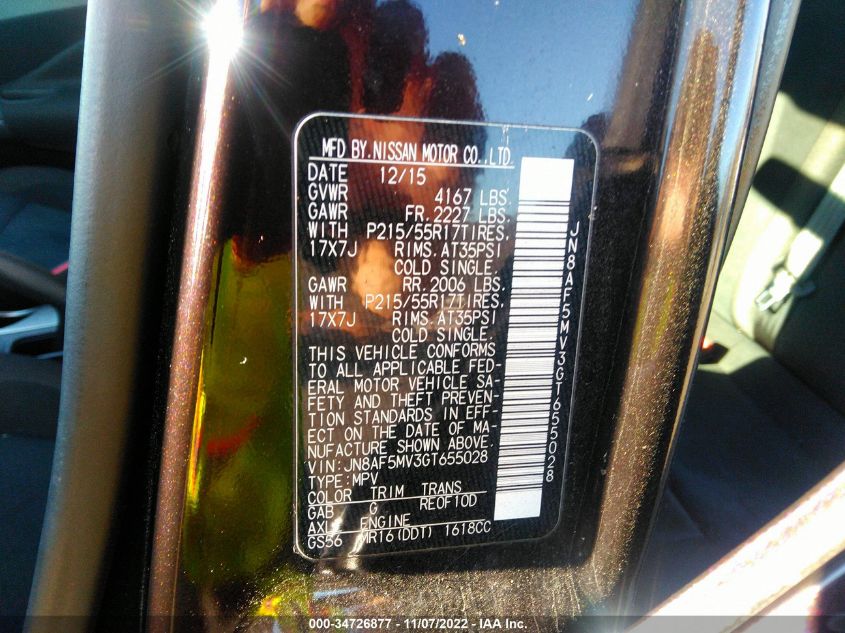 MFD BY.NISSAN MOTOR CO.,LTD
DATE 12/15
GVWR 4167 LBS.
GAWR FR.2227 LBS.
WITH P215/55R17TIRES,
17X7J RIMS.AT35PSI
COLD SINGLE.
GAWR RR.2006 LBS.
WITH P215/55R17TIRES,
17X7J RIMS.AT35PSI
COLD SINGLE.
THIS VEHICLE CONFORMS
TO ALL APPLICABLE FED-
ERAL MOTOR VEHICLE SA-
FETY AND THEFT PREVEN-
TION STANDARDS IN EFF-
ECT ON THE DATE OF MA-
NUFACTURE SHOWN ABOVE.
VIN:JN8AF5MV3GT655028
TYPE:MPV
COLOR TRIM TRANS
GAB G RE0F10D
AXLE ENGINE
GS56 MR16(DDT) 1618CC
JN8AF5MV3GT655028
000-34726877 - 11/07/2022 - IAA Inc.